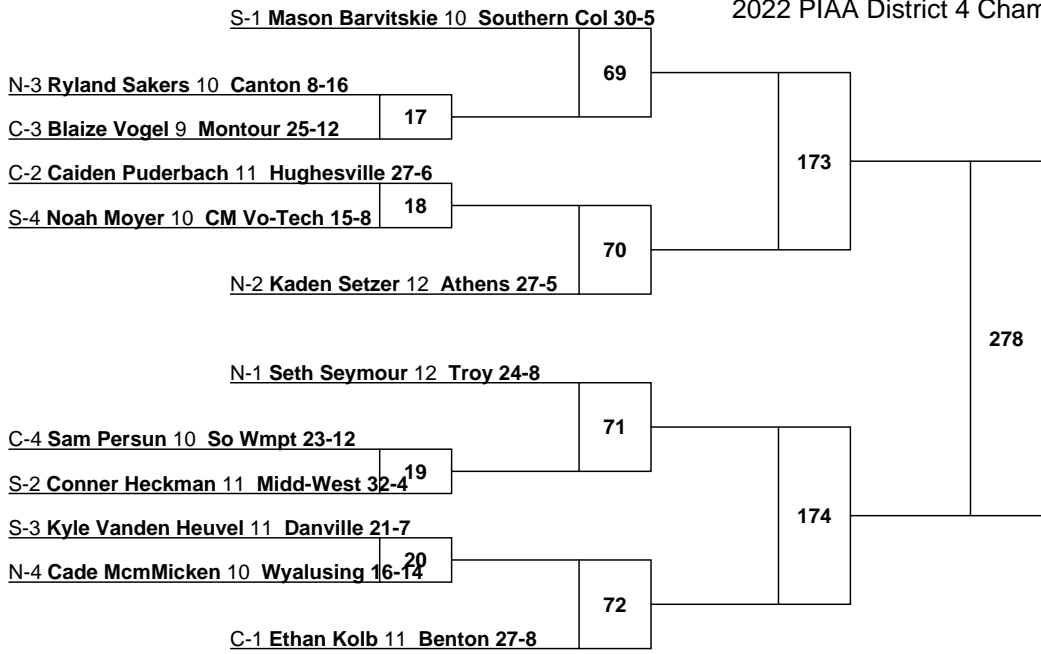 2022 PIAA District 4 Cham
S-1 Mason Barvitskie 10 Southern Col 30-5
69
N-3 Ryland Sakers 10 Canton 8-16
17
C-3 Blaize Vogel 9 Montour 25-12
173
C-2 Caiden Puderbach 11 Hughesville 27-6
18
S-4 Noah Moyer 10 CM Vo-Tech 15-8
70
N-2 Kaden Setzer 12 Athens 27-5
278
N-1 Seth Seymour 12 Troy 24-8
71
C-4 Sam Persun 10 So Wmpt 23-12
19
S-2 Conner Heckman 11 Midd-West 32-4
174
S-3 Kyle Vanden Heuvel 11 Danville 21-7
20
N-4 Cade McmMicken 10 Wyalusing 16-14
72
C-1 Ethan Kolb 11 Benton 27-8